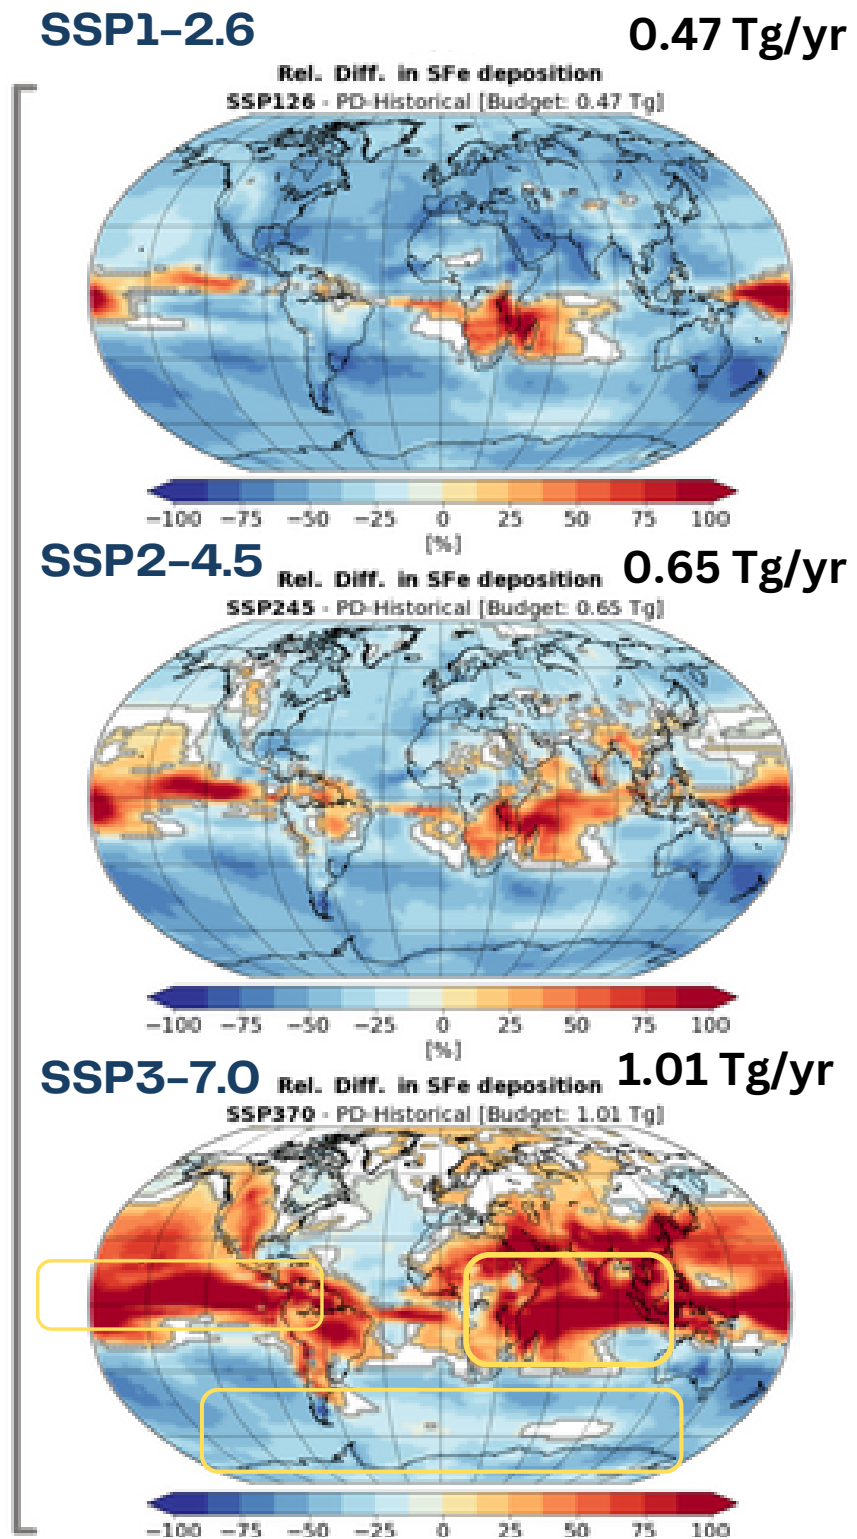 SSP1-2.6
0.47 Tg/yr
Rel. Diff. in SFe deposition
SSP126 - PD-Historical [Budget: 0.47 Tg]
−100 −75 −50 −25 0 25 50 75 100
[%]
SSP2-4.5
0.65 Tg/yr
Rel. Diff. in SFe deposition
SSP245 - PD-Historical [Budget: 0.65 Tg]
−100 −75 −50 −25 0 25 50 75 100
[%]
SSP3-7.0
1.01 Tg/yr
Rel. Diff. in SFe deposition
SSP370 - PD-Historical [Budget: 1.01 Tg]
−100 −75 −50 −25 0 25 50 75 100